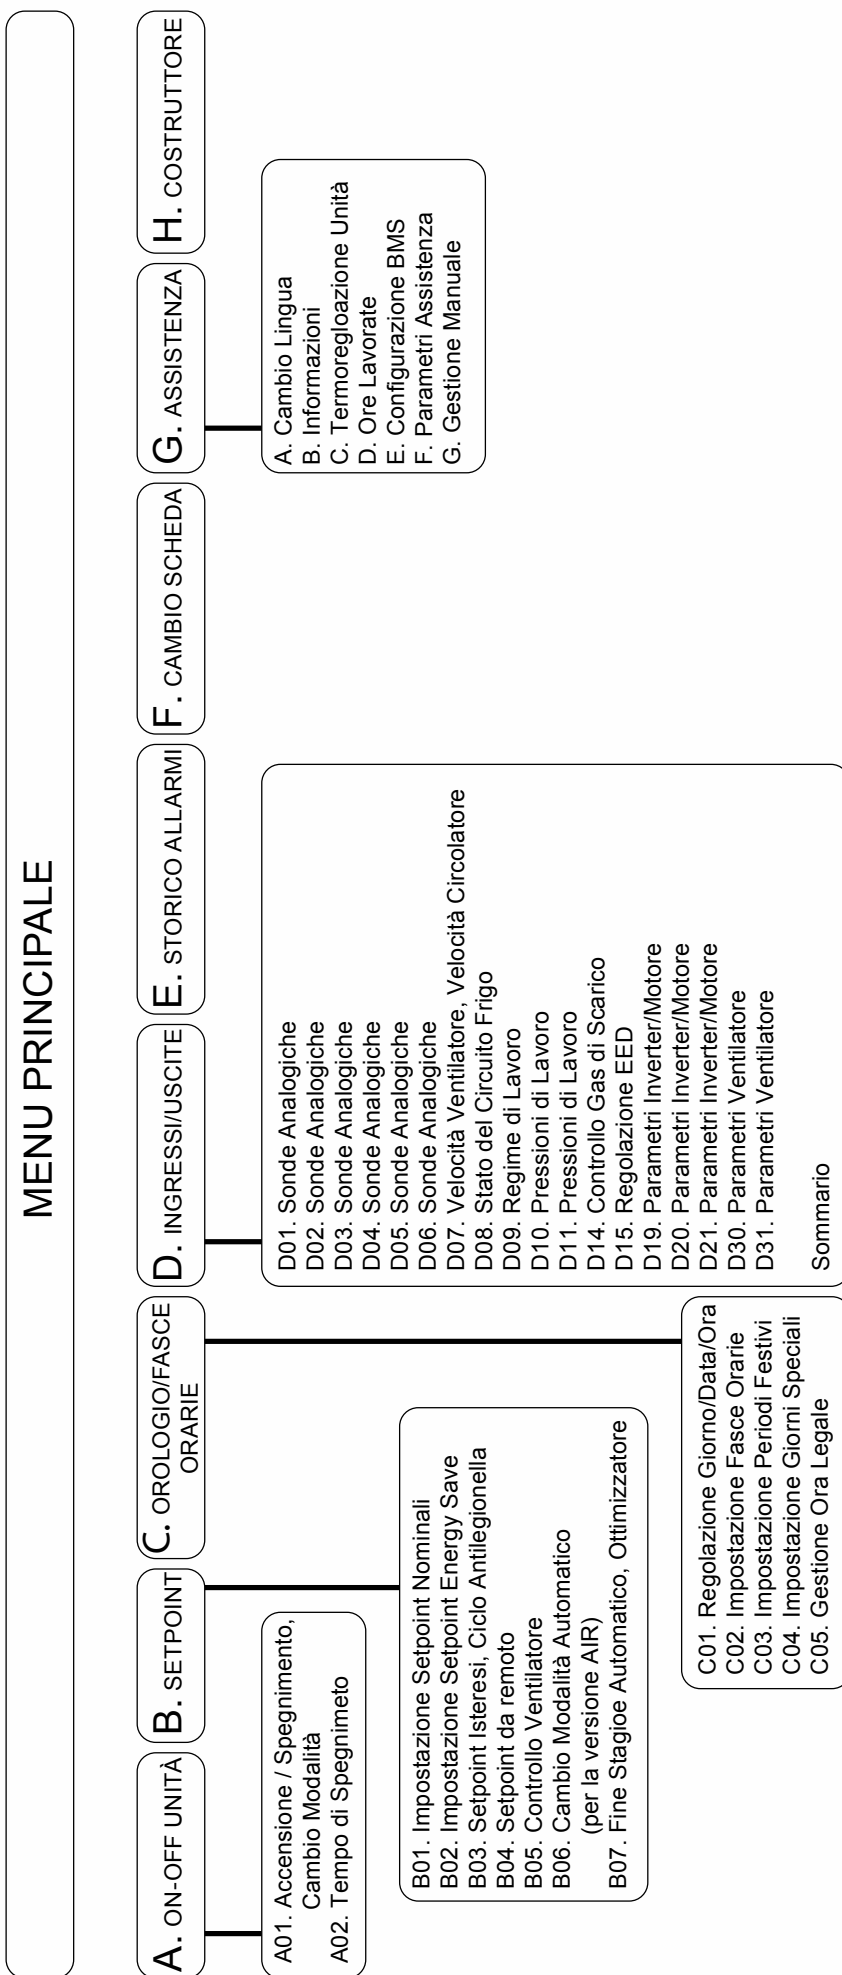 MENU PRINCIPALE
A. ON-OFF UNITÀ
A01. Accensione / Spegnimento,
Cambio Modalità
A02. Tempo di Spegnimeto
B. SETPOINT
B01. Impostazione Setpoint Nominali
B02. Impostazione Setpoint Energy Save
B03. Setpoint Isteresi, Ciclo Antilegionella
B04. Setpoint da remoto
B05. Controllo Ventilatore
B06. Cambio Modalità Automatico
(per la versione AIR)
B07. Fine Stagioe Automatico, Ottimizzatore
C. OROLOGIO/FASCE
ORARIE
C01. Regolazione Giorno/Data/Ora
C02. Impostazione Fasce Orarie
C03. Impostazione Periodi Festivi
C04. Impostazione Giorni Speciali
C05. Gestione Ora Legale
D. INGRESSI/USCITE
D01. Sonde Analogiche
D02. Sonde Analogiche
D03. Sonde Analogiche
D04. Sonde Analogiche
D05. Sonde Analogiche
D06. Sonde Analogiche
D07. Velocità Ventilatore, Velocità Circolatore
D08. Stato del Circuito Frigo
D09. Regime di Lavoro
D10. Pressioni di Lavoro
D11. Pressioni di Lavoro
D14. Controllo Gas di Scarico
D15. Regolazione EED
D19. Parametri Inverter/Motore
D20. Parametri Inverter/Motore
D21. Parametri Inverter/Motore
D30. Parametri Ventilatore
D31. Parametri Ventilatore
Sommario
E. STORICO ALLARMI
F. CAMBIO SCHEDA
G. ASSISTENZA
A. Cambio Lingua
B. Informazioni
C. Termoregloazione Unità
D. Ore Lavorate
E. Configurazione BMS
F. Parametri Assistenza
G. Gestione Manuale
H. COSTRUTTORE